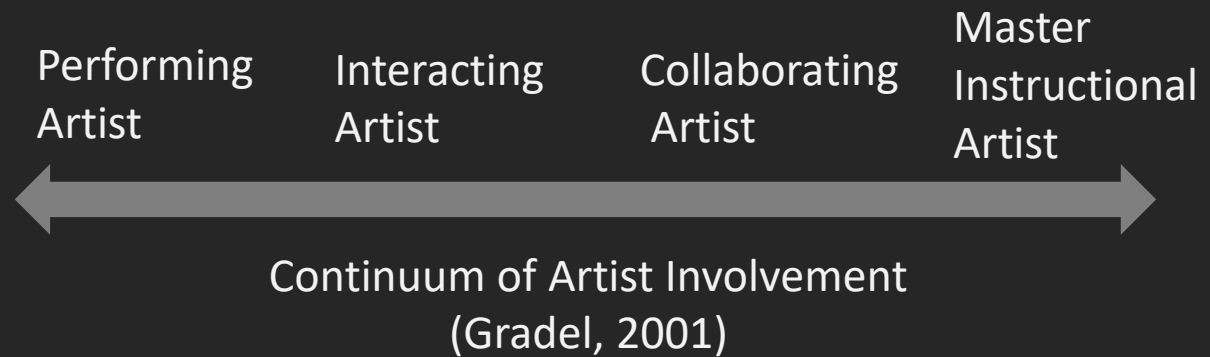 Performing
Artist
Interacting
Artist
Collaborating
Artist
Master
Instructional
Artist
Continuum of Artist Involvement
(Gradel, 2001)